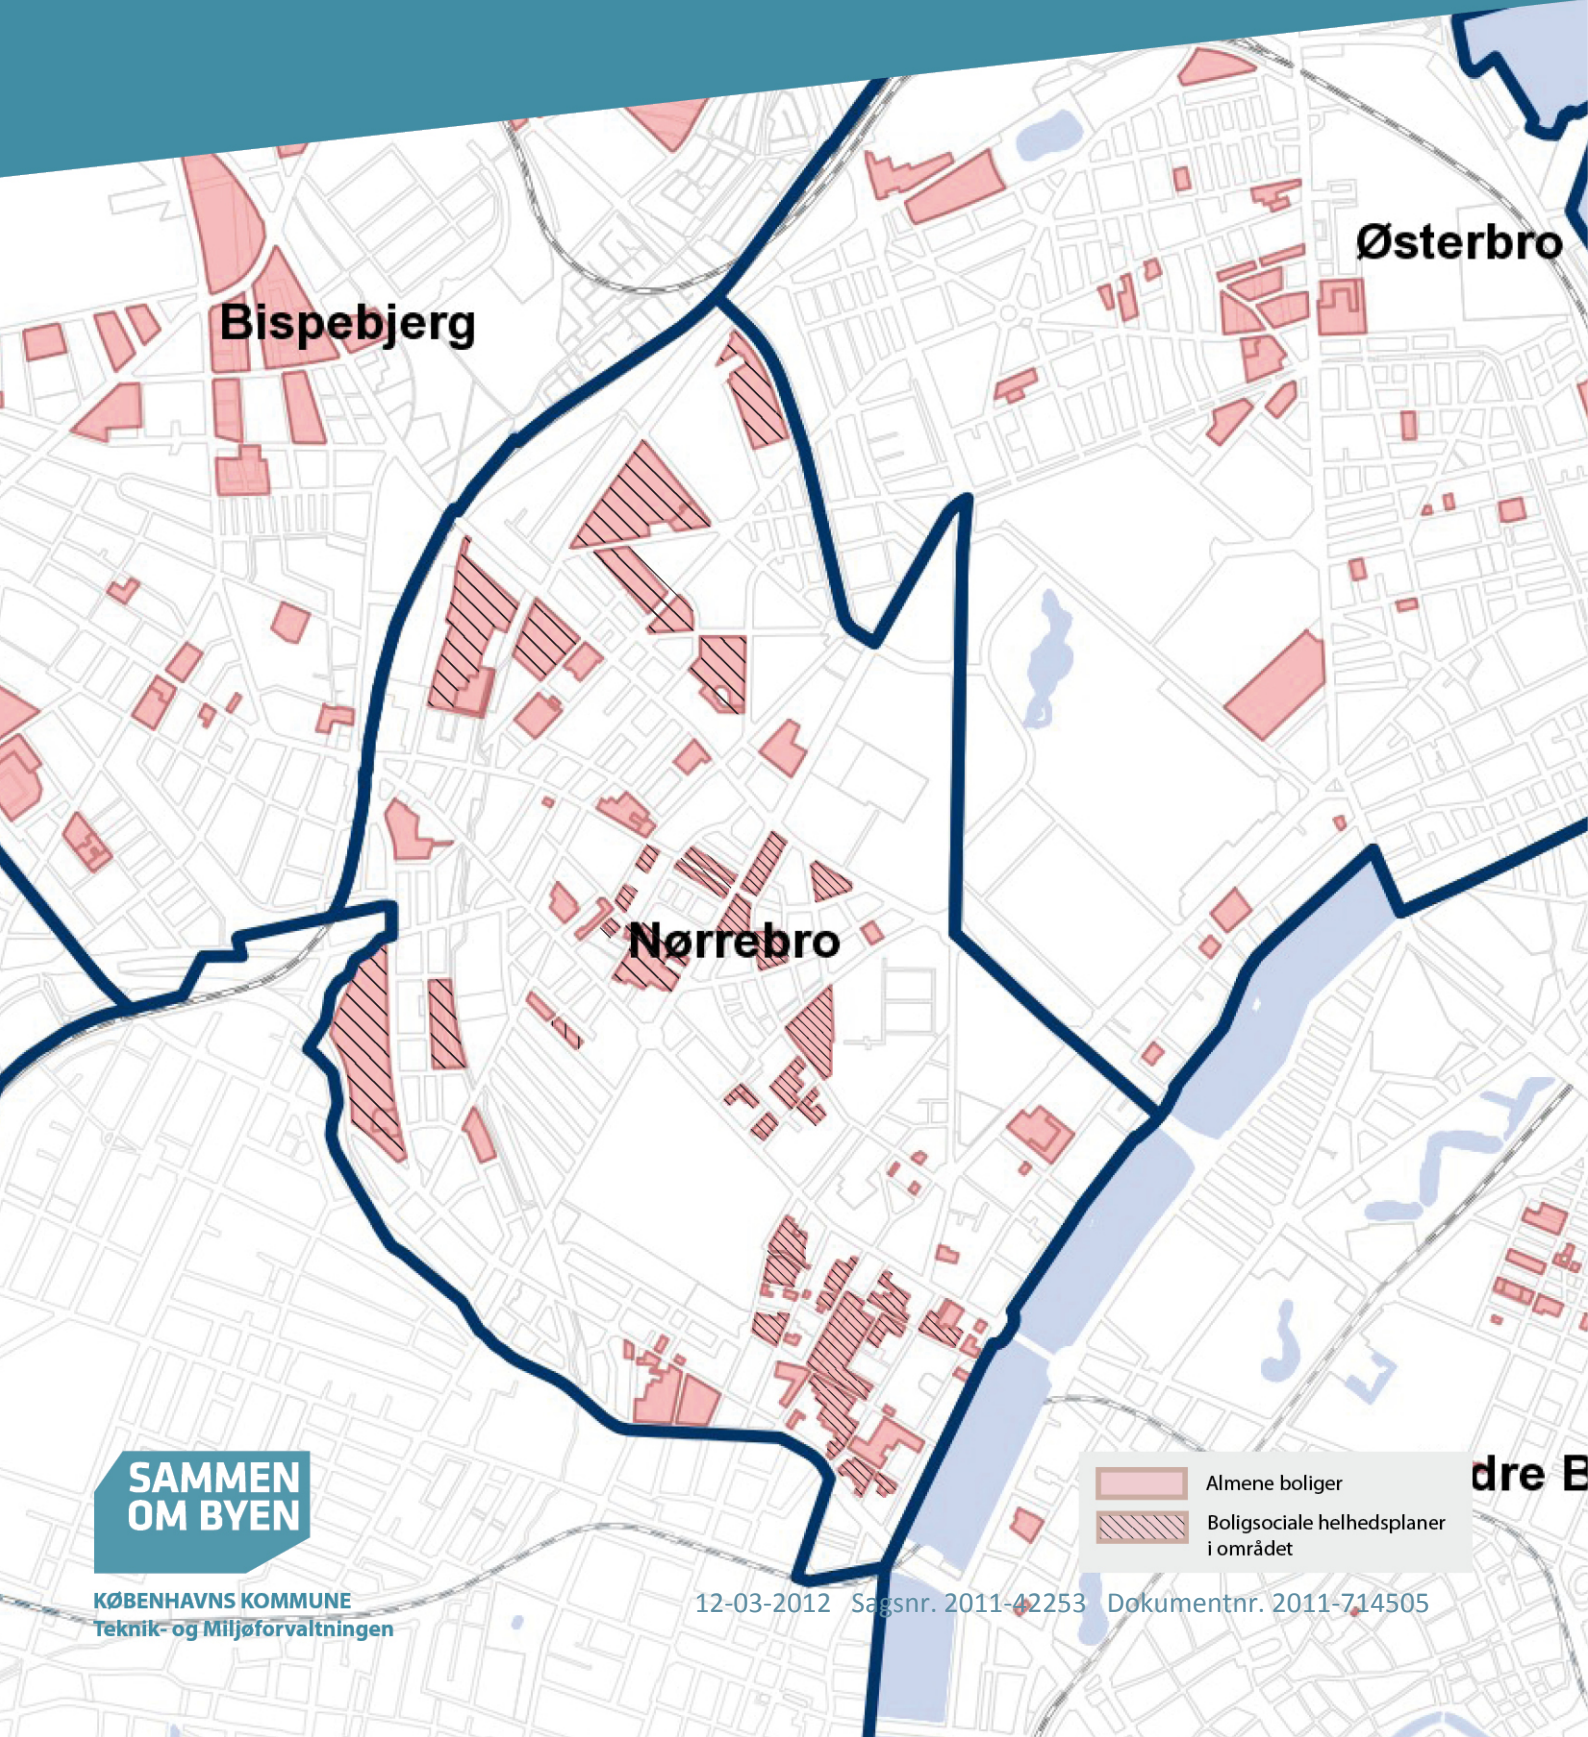 Østerbro
Bispebjerg
Nørrebro
dre B
Almene boliger
Boligsociale helhedsplaner
i området
SAMMEN
OM BYEN
KØBENHAVNS KOMMUNE
Teknik- og Miljøforvaltningen
12-03-2012 Sagsnr. 2011-42253 Dokumentnr. 2011-714505